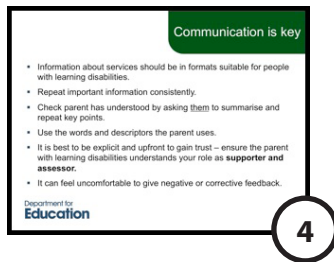 Communication is key
• Information about services should be in formats suitable for people
with learning disabilities.
• Repeat important information consistently.
• Check parent has understood by asking them to summarise and
repeat key points.
• Use the words and descriptors the parent uses.
• It is best to be explicit and upfront to gain trust – ensure the parent
with learning disabilities understands your role as supporter and
assessor.
• It can feel uncomfortable to give negative or corrective feedback.
Department for
Education
4